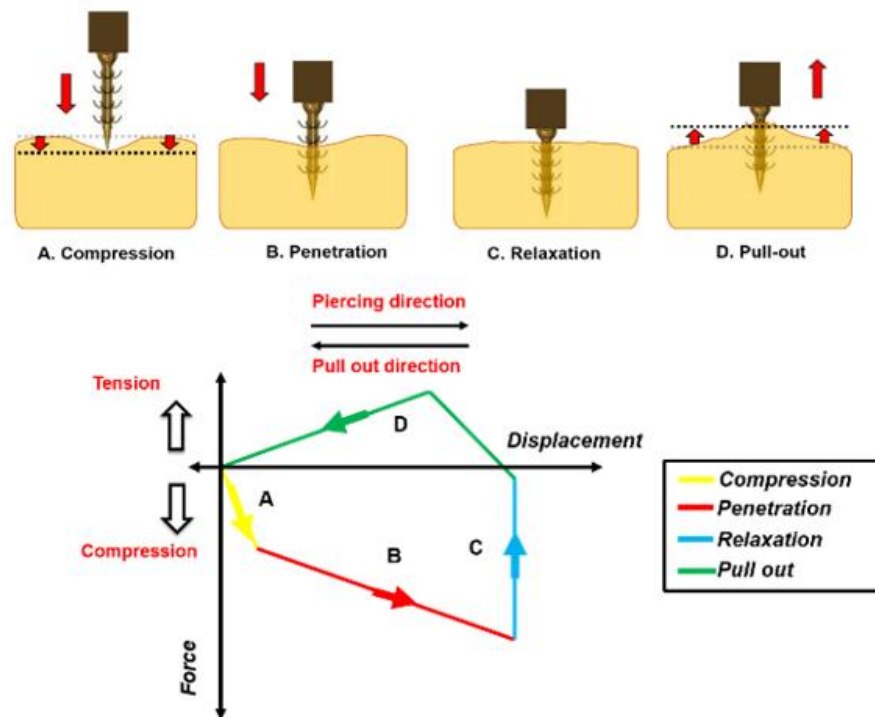 A. Compression
B. Penetration
C. Relaxation
D. Pull-out
Piercing direction
Pull out direction
Tension
D
Displacement
A
Compression
B
C
Force
Compression
Penetration
Relaxation
Pull out